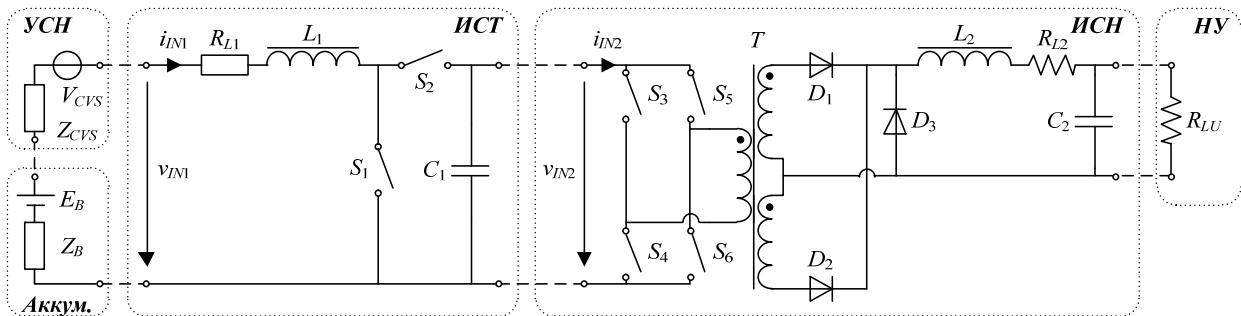 УСН
V_CVS
Z_CVS
E_B
Z_B
Аккум.
ИСТ
i_IN1
R_L1
L_1
S_2
S_1
C_1
v_IN1
ИСН
i_IN2
v_IN2
S_3
S_5
S_4
S_6
T
D_1
D_2
D_3
L_2
R_L2
C_2
НУ
R_LU